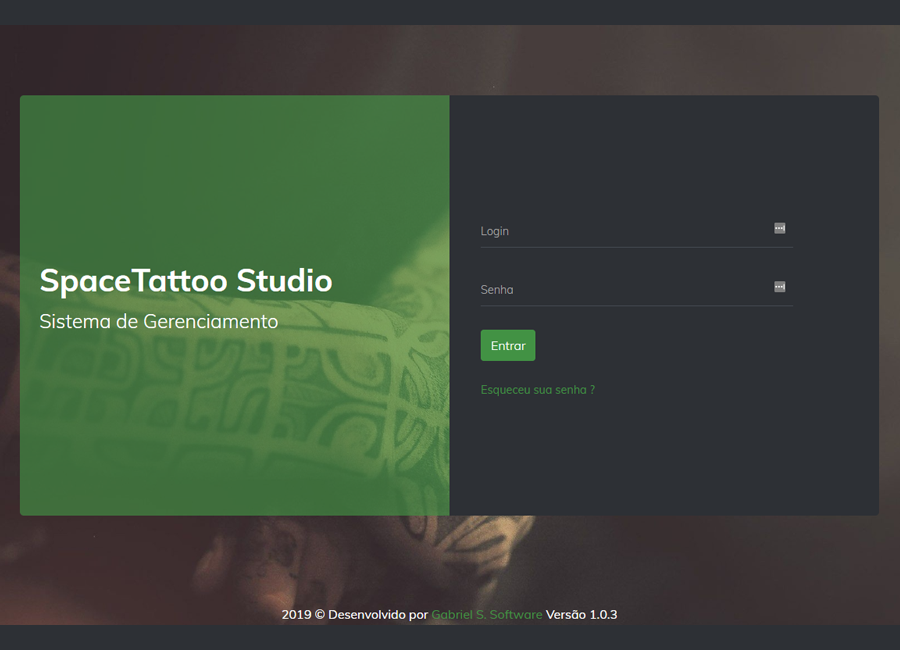 SpaceTattoo Studio
Sistema de Gerenciamento
Login
Senha
Entrar
Esqueceu sua senha ?
2019 © Desenvolvido por Gabriel S. Software Versão 1.0.3